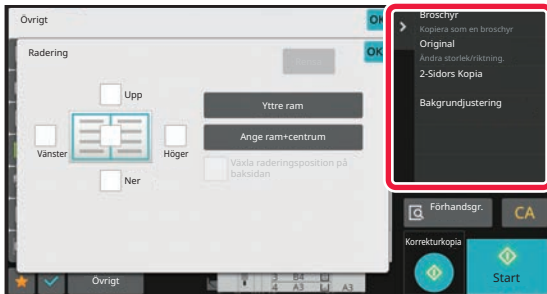 Övrigt
OK
Radering
OK
Upp
Vänster
Höger
Ner
Yttre ram
Ange ram+centrum
Växla raderingsposition på
baksidan
Broschyr
Kopiera som en broschyr
Original
Ändra storlek/riktning.
2-Sidors Kopia
Bakgrundjustering
Förhandsgr.
CA
Korrekturkopia
Start
Övrigt
3 B4
4 A3 A3